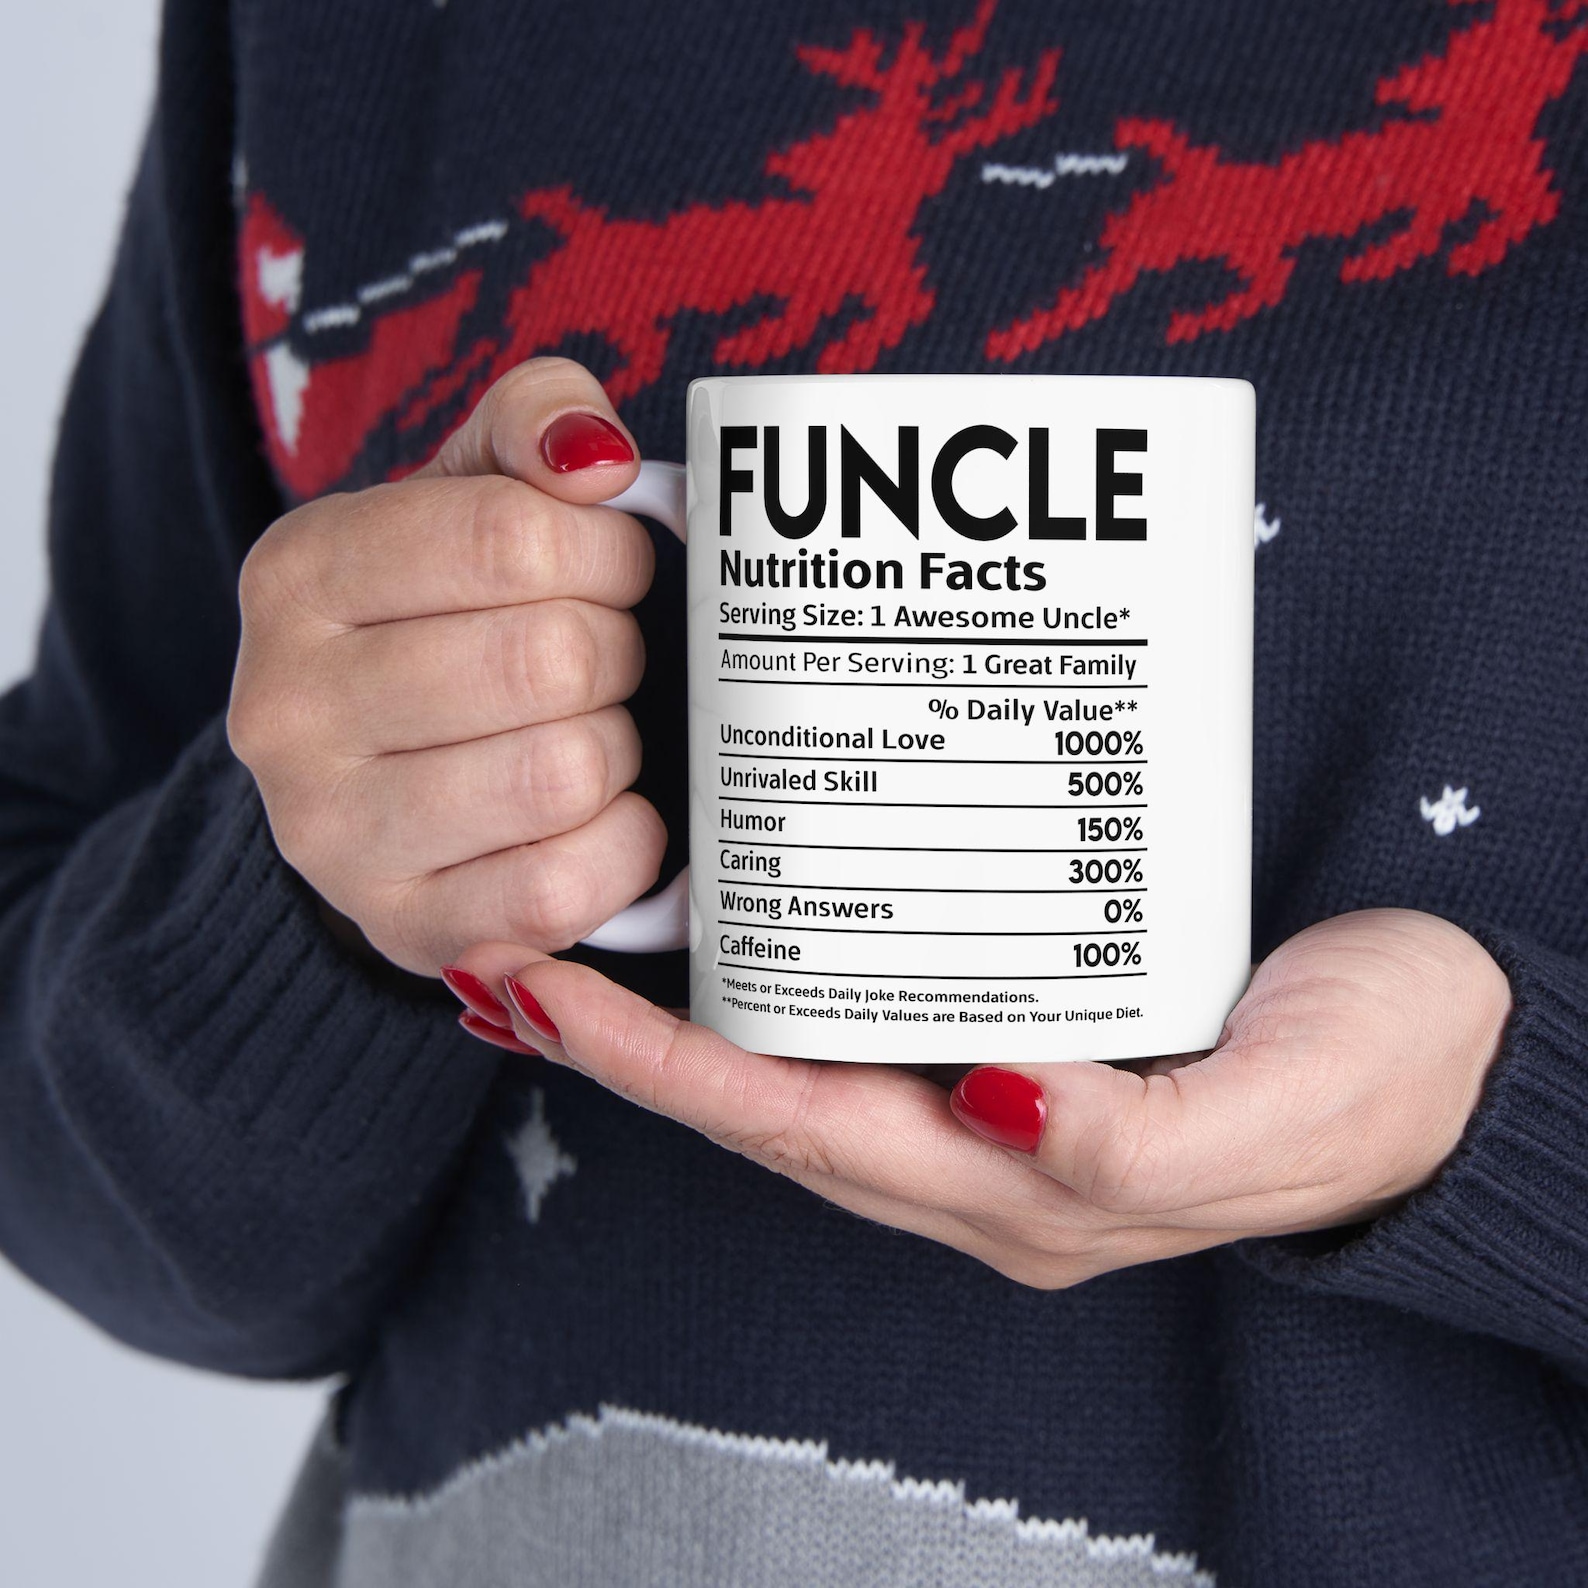 FUNCLE
Nutrition Facts
Serving Size: 1 Awesome Uncle*
Amount Per Serving: 1 Great Family
% Daily Value**
Unconditional Love 1000%
Unrivaled Skill 500%
Humor 150%
Caring 300%
Wrong Answers 0%
Caffeine 100%
*Meets or Exceeds Daily Joke Recommendations.
**Percent or Exceeds Daily Values are Based on Your Unique Diet.